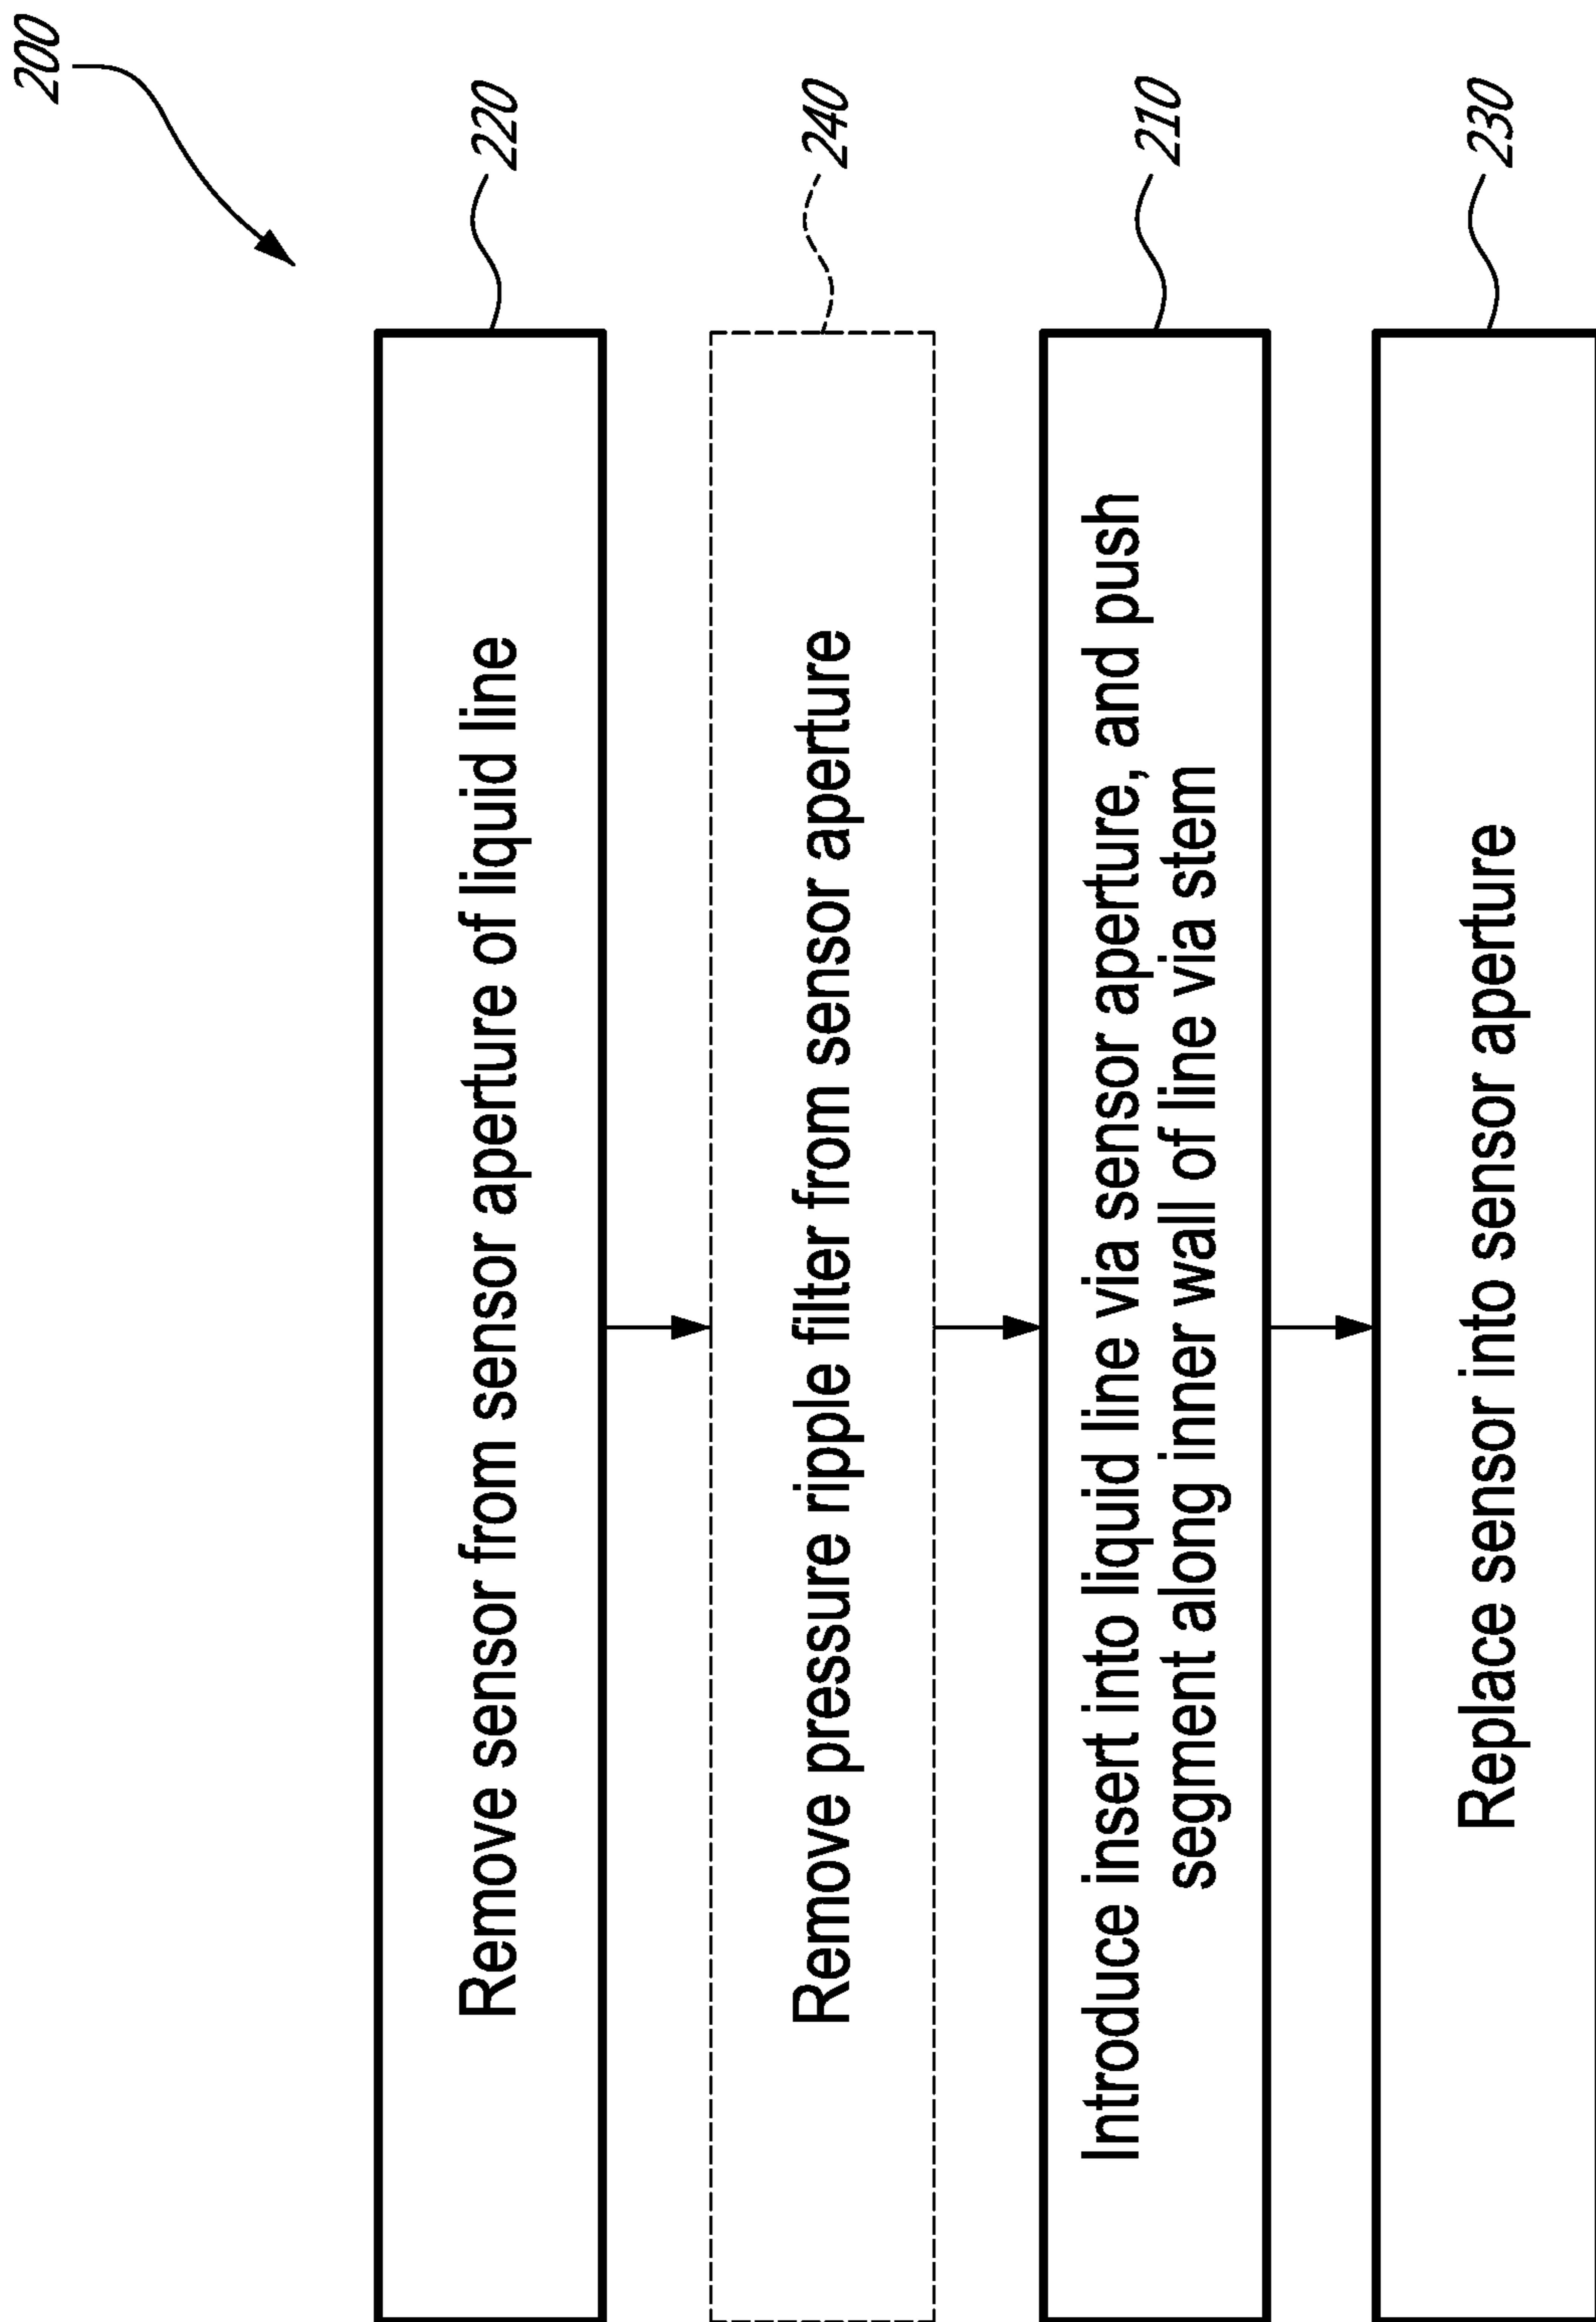 200
Remove sensor from sensor aperture of liquid line
220
Remove pressure ripple filter from sensor aperture
240
Introduce insert into liquid line via sensor aperture, and push
segment along inner wall of line via stem
210
Replace sensor into sensor aperture
230